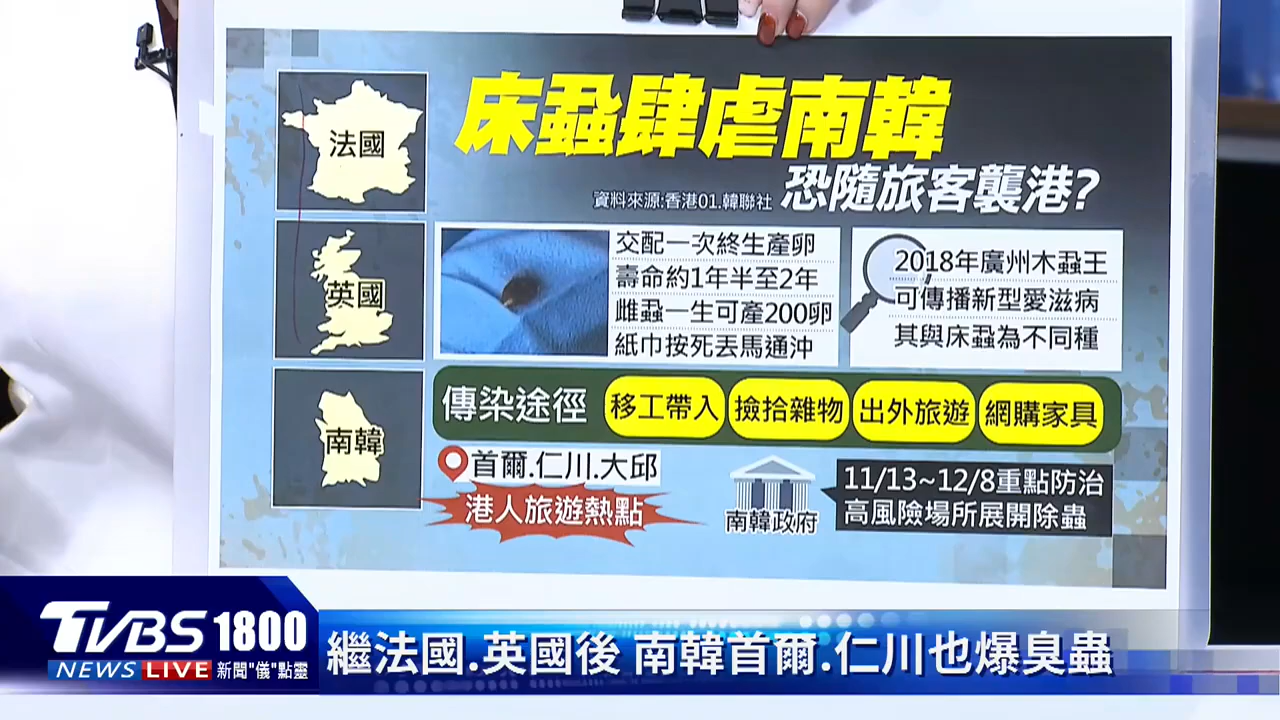 法國
床蝨肆虐南韓
恐隨旅客襲港?
資料來源:香港01.韓聯社
英國
交配一次終生產卵
壽命約1年半至2年
雌蝨一生可產200卵
紙巾按死丟馬通沖
2018年廣州木蝨王
可傳播新型愛滋病
其與床蝨為不同種
南韓
傳染途徑
移工帶入
撿拾雜物
出外旅遊
網購家具
首爾.仁川.大邱
港人旅遊熱點
南韓政府
11/13~12/8重點防治
高風險場所展開除蟲
TVBS 1800
NEWS LIVE 新聞"儀"點靈
繼法國.英國後 南韓首爾.仁川也爆臭蟲